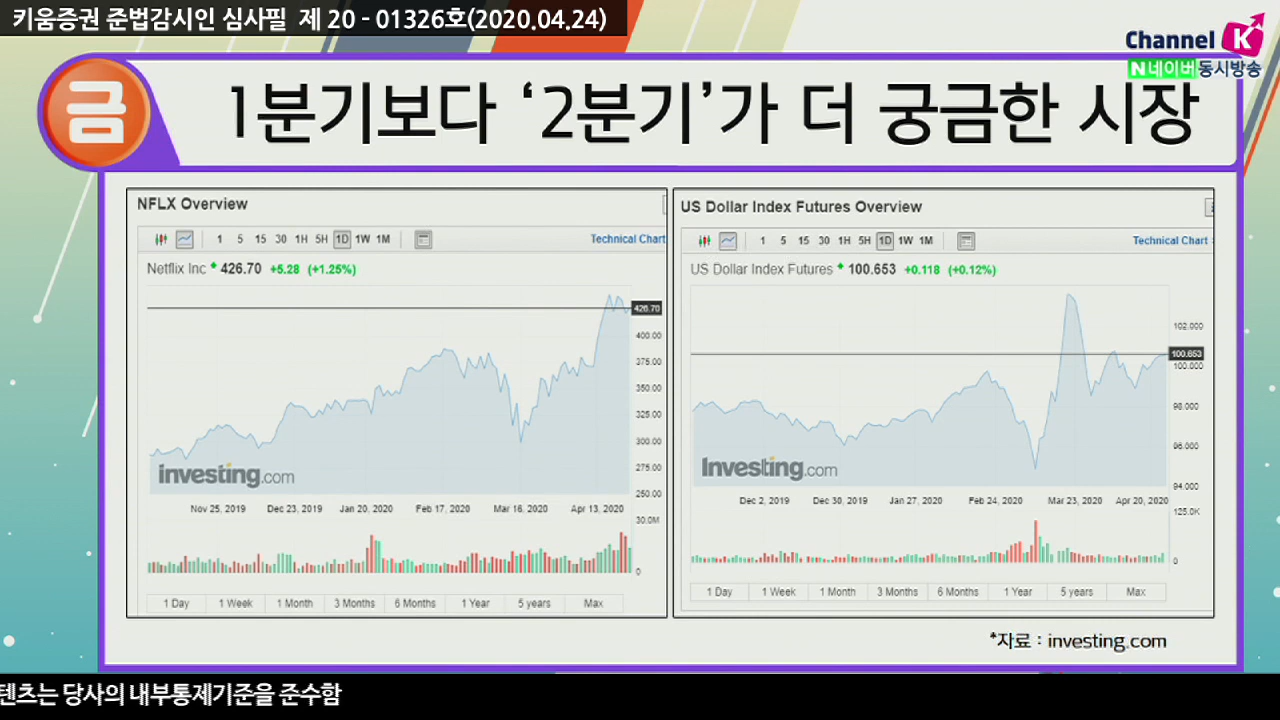 키움증권 준법감시인 심사필 제 20 - 01326호(2020.04.24)
Channel K
N네이버 동시방송
금
1분기보다 ‘2분기’가 더 궁금한 시장
NFLX Overview
1 5 15 30 1H 5H 1D 1W 1M
Technical Chart
Netflix Inc 426.70 +5.28 (+1.25%)
426.70
400.00
375.00
350.00
325.00
300.00
275.00
250.00
Investing.com
Nov 25, 2019 Dec 23, 2019 Jan 20, 2020 Feb 17, 2020 Mar 16, 2020 Apr 13, 2020
30.0M
0
1 Day 1 Week 1 Month 3 Months 6 Months 1 Year 5 years Max
US Dollar Index Futures Overview
1 5 15 30 1H 5H 1D 1W 1M
Technical Chart
US Dollar Index Futures 100.653 +0.118 (+0.12%)
102.000
100.653
100.000
98.000
96.000
94.000
Investing.com
Dec 2, 2019 Dec 30, 2019 Jan 27, 2020 Feb 24, 2020 Mar 23, 2020 Apr 20, 2020
125.0K
0
1 Day 1 Week 1 Month 3 Months 6 Months 1 Year 5 years Max
*자료 : investing.com
텐츠는 당사의 내부통제기준을 준수함